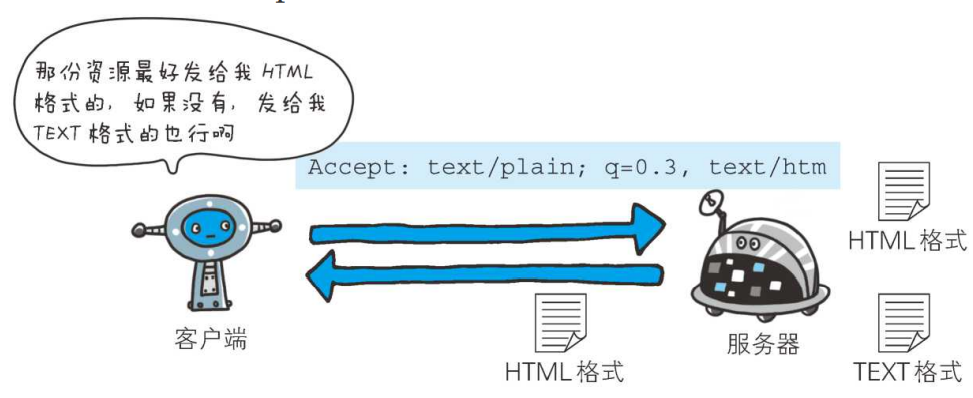 那份资源最好发给我 HTML
格式的，如果没有，发给我
TEXT 格式的也行啊
Accept: text/plain; q=0.3, text/htm
HTML 格式
客户端
服务器
HTML 格式
TEXT 格式